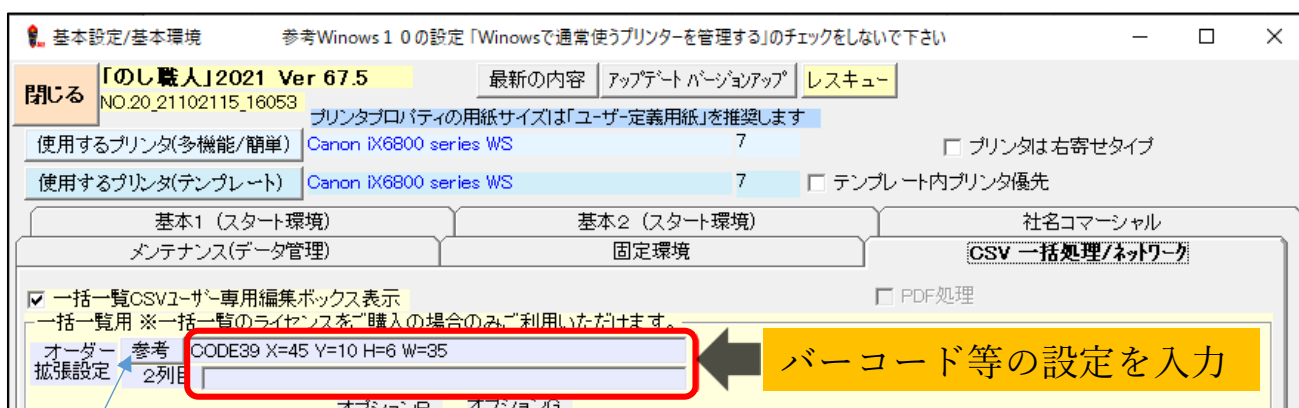 基本設定/基本環境 参考Winows１０の設定「Winowsで通常使うプリンターを管理する」のチェックをしないで下さい
閉じる 「のし職人」2021 Ver 67.5 最新の内容 アップデート バージョンアップ レスキュー
NO.20_21102115_16053
プリンタプロパティの用紙サイズは「ユーザー定義用紙」を推奨します
使用するプリンタ(多機能/簡単) Canon iX6800 series WS 7 プリンタは右寄せタイプ
使用するプリンタ(テンプレート) Canon iX6800 series WS 7 テンプレート内プリンタ優先
基本1（スタート環境） 基本２（スタート環境） 社名コマーシャル
メンテナンス(データ管理) 固定環境 CSV 一括処理/ネットワーク
一括一覧CSVユーザー専用編集ボックス表示 PDF処理
一括一覧用 ※一括一覧のライセンスをご購入の場合のみご利用いただけます。
オーダー拡張設定 参考 CODE39 X=45 Y=10 H=6 W=35
2列目
バーコード等の設定を入力